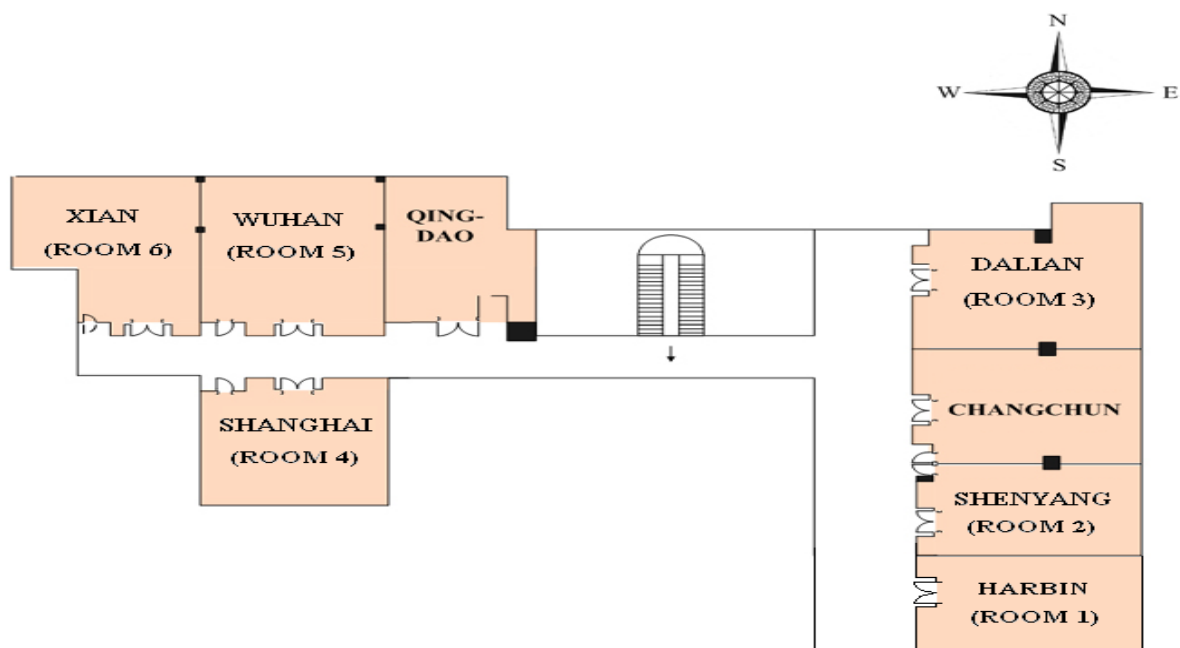 N
W E
S
XIAN
(ROOM 6)
WUHAN
(ROOM 5)
QING-
DAO
DALIAN
(ROOM 3)
CHANGCHUN
SHANGHAI
(ROOM 4)
SHENYANG
(ROOM 2)
HARBIN
(ROOM 1)